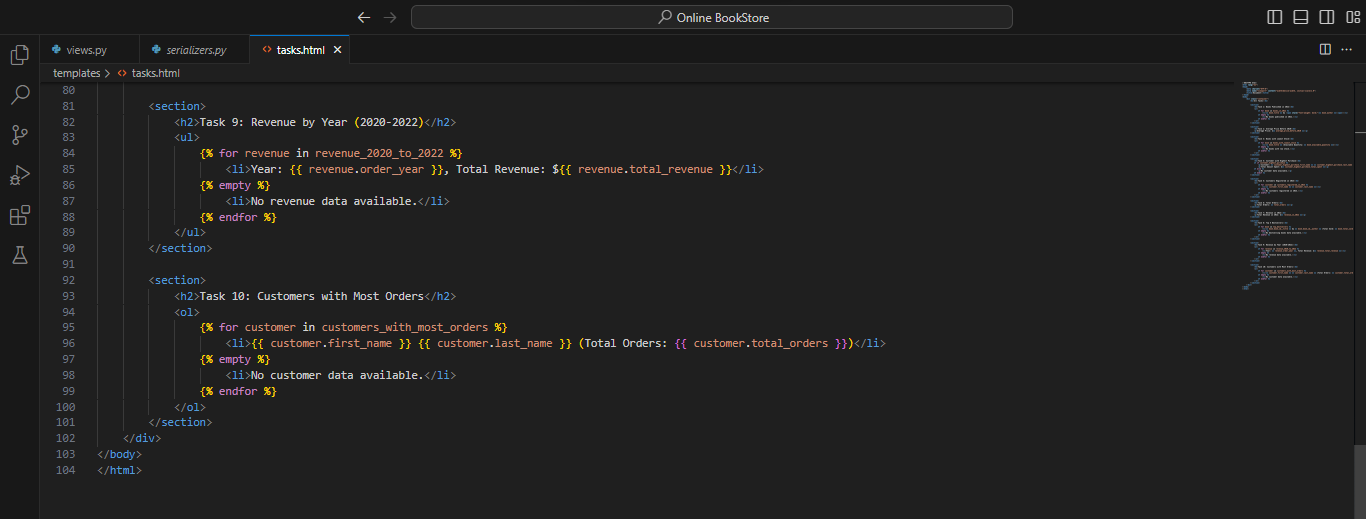 Online BookStore
views.py serializers.py tasks.html
templates > tasks.html
80
81 <section>
82 <h2>Task 9: Revenue by Year (2020-2022)</h2>
83 <ul>
84 {% for revenue in revenue_2020_to_2022 %}
85 <li>Year: {{ revenue.order_year }}, Total Revenue: ${{ revenue.total_revenue }}</li>
86 {% empty %}
87 <li>No revenue data available.</li>
88 {% endfor %}
89 </ul>
90 </section>
91
92 <section>
93 <h2>Task 10: Customers with Most Orders</h2>
94 <ol>
95 {% for customer in customers_with_most_orders %}
96 <li>{{ customer.first_name }} {{ customer.last_name }} (Total Orders: {{ customer.total_orders }})</li>
97 {% empty %}
98 <li>No customer data available.</li>
99 {% endfor %}
100 </ol>
101 </section>
102 </div>
103 </body>
104 </html>